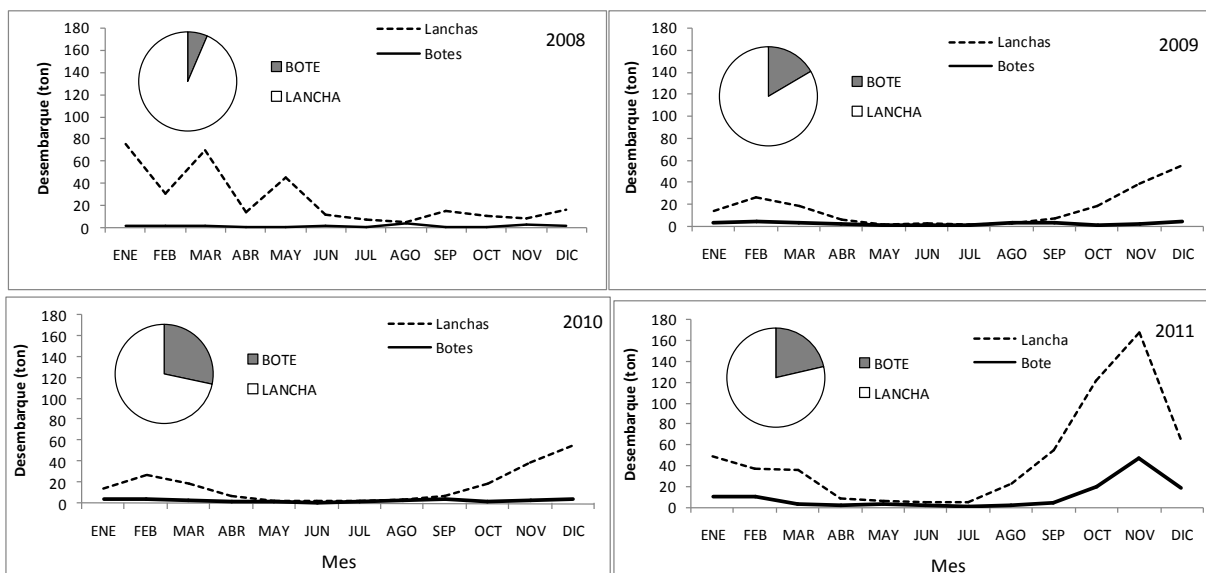 180
160
140
120
100
80
60
40
20
0
Desembarque (ton)
BOTE
LANCHA
Lanchas
Botes
2008
ENE FEB MAR ABR MAY JUN JUL AGO SEP OCT NOV DIC
180
160
140
120
100
80
60
40
20
0
Desembarque (ton)
BOTE
LANCHA
Lanchas
Botes
2009
ENE FEB MAR ABR MAY JUN JUL AGO SEP OCT NOV DIC
180
160
140
120
100
80
60
40
20
0
Desembarque (ton)
BOTE
LANCHA
Lanchas
Botes
2010
ENE FEB MAR ABR MAY JUN JUL AGO SEP OCT NOV DIC
Mes
180
160
140
120
100
80
60
40
20
0
Desembarque (ton)
BOTE
LANCHA
Lancha
Bote
2011
ENE FEB MAR ABR MAY JUN JUL AGO SEP OCT NOV DIC
Mes